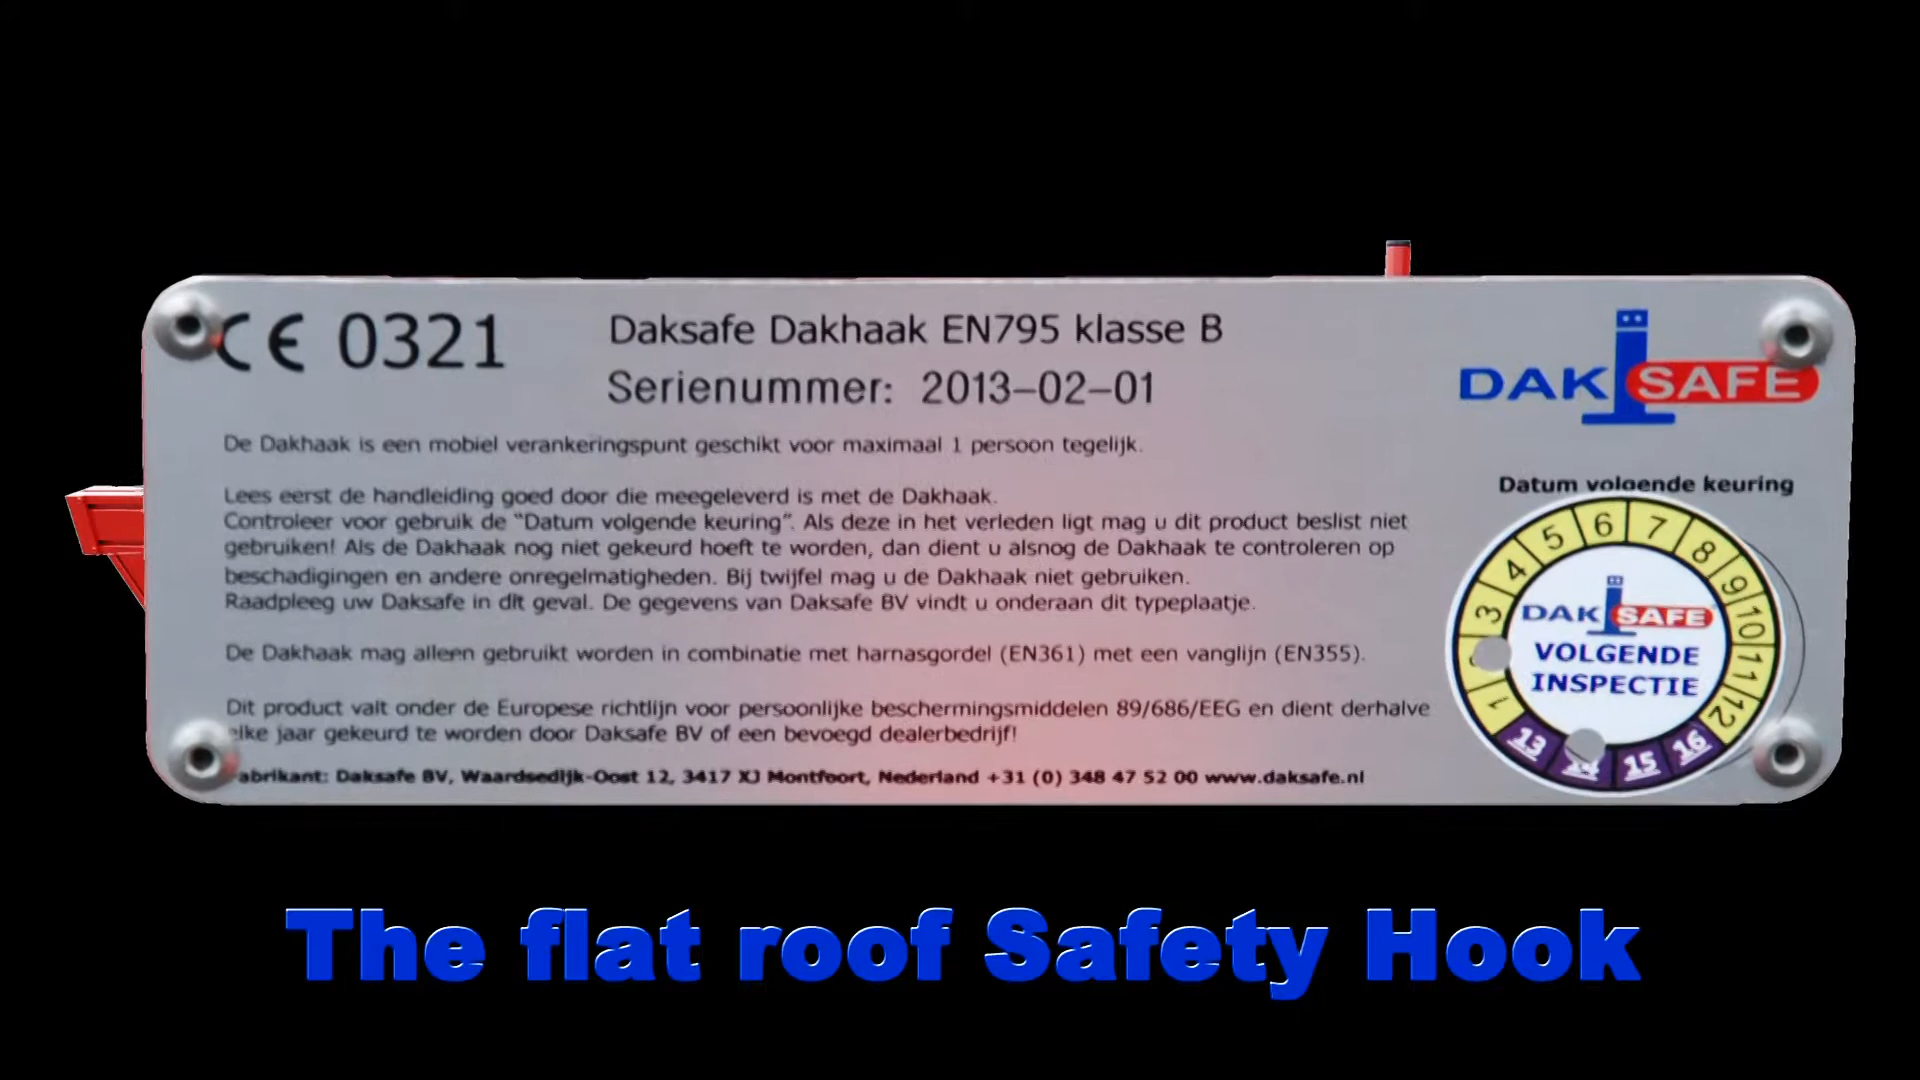 CE 0321
Daksafe Dakhaak EN795 klasse B
Serienummer: 2013-02-01
DAKSAFE
De Dakhaak is een mobiel verankeringspunt geschikt voor maximaal 1 persoon tegelijk.
Lees eerst de handleiding goed door die meegeleverd is met de Dakhaak.
Controleer voor gebruik de “Datum volgende keuring”. Als deze in het verleden ligt mag u dit product beslist niet
gebruiken! Als de Dakhaak nog niet gekeurd hoeft te worden, dan dient u alsnog de Dakhaak te controleren op
beschadigingen en andere onregelmatigheden. Bij twijfel mag u de Dakhaak niet gebruiken.
Raadpleeg uw Daksafe in dit geval. De gegevens van Daksafe BV vindt u onderaan dit typeplaatje.
De Dakhaak mag alleen gebruikt worden in combinatie met harnasgordel (EN361) met een vanglijn (EN355).
Dit product valt onder de Europese richtlijn voor persoonlijke beschermingsmiddelen 89/686/EEG en dient derhalve
elke jaar gekeurd te worden door Daksafe BV of een bevoegd dealerbedrijf!
Fabrikant: Daksafe BV, Waardsedijk-Oost 12, 3417 XJ Montfoort, Nederland +31 (0) 348 47 52 00 www.daksafe.nl
Datum volgende keuring
1 3 4 5 6 7 8 9 10 11 12
DAKSAFE
VOLGENDE
INSPECTIE
13 14 15 16
The flat roof Safety Hook